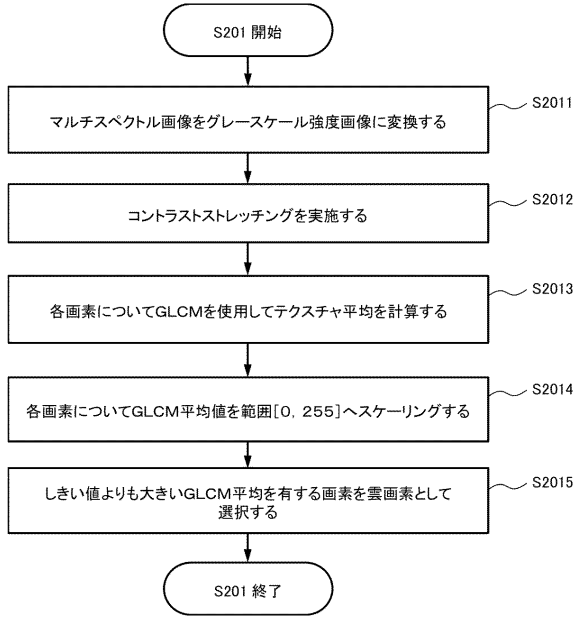 S201 開始
マルチスペクトル画像をグレースケール強度画像に変換する
S2011
コントラストストレッチングを実施する
S2012
各画素についてGLCMを使用してテクスチャ平均を計算する
S2013
各画素についてGLCM平均値を範囲[0, 255]へスケーリングする
S2014
しきい値よりも大きいGLCM平均を有する画素を雲画素として
選択する
S2015
S201 終了